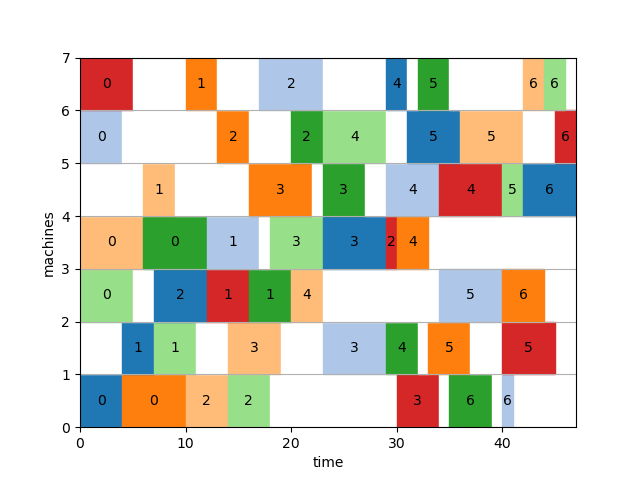 7
0 1 2 4 5 6 6
6
0 2 2 4 5 5 6
5
1 3 3 4 4 5 6
4
machines
0 0 1 3 3 2 4
3
0 2 1 1 4 5 6
2
1 1 3 3 4 5 5
1
0 0 2 2 3 6 6
0
0 10 20 30 40
time